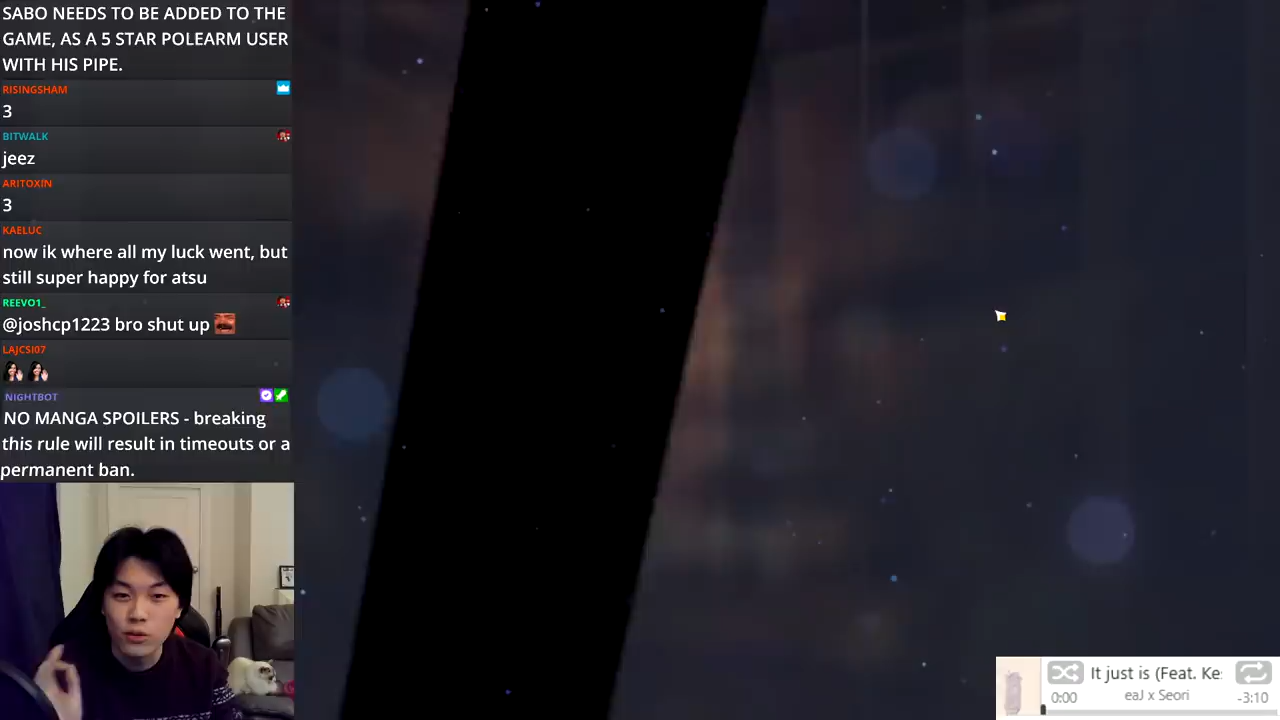 SABO NEEDS TO BE ADDED TO THE
GAME, AS A 5 STAR POLEARM USER
WITH HIS PIPE.
RISINGSHAM
3
BITWALK
jeez
ARITOXIN
3
KAELUC
now ik where all my luck went, but
still super happy for atsu
REEVO1_
@joshcp1223 bro shut up
LAJCSI07
NIGHTBOT
NO MANGA SPOILERS - breaking
this rule will result in timeouts or a
permanent ban.
It just is (Feat. Ke
0:00
eaJ x Seori
-3:10